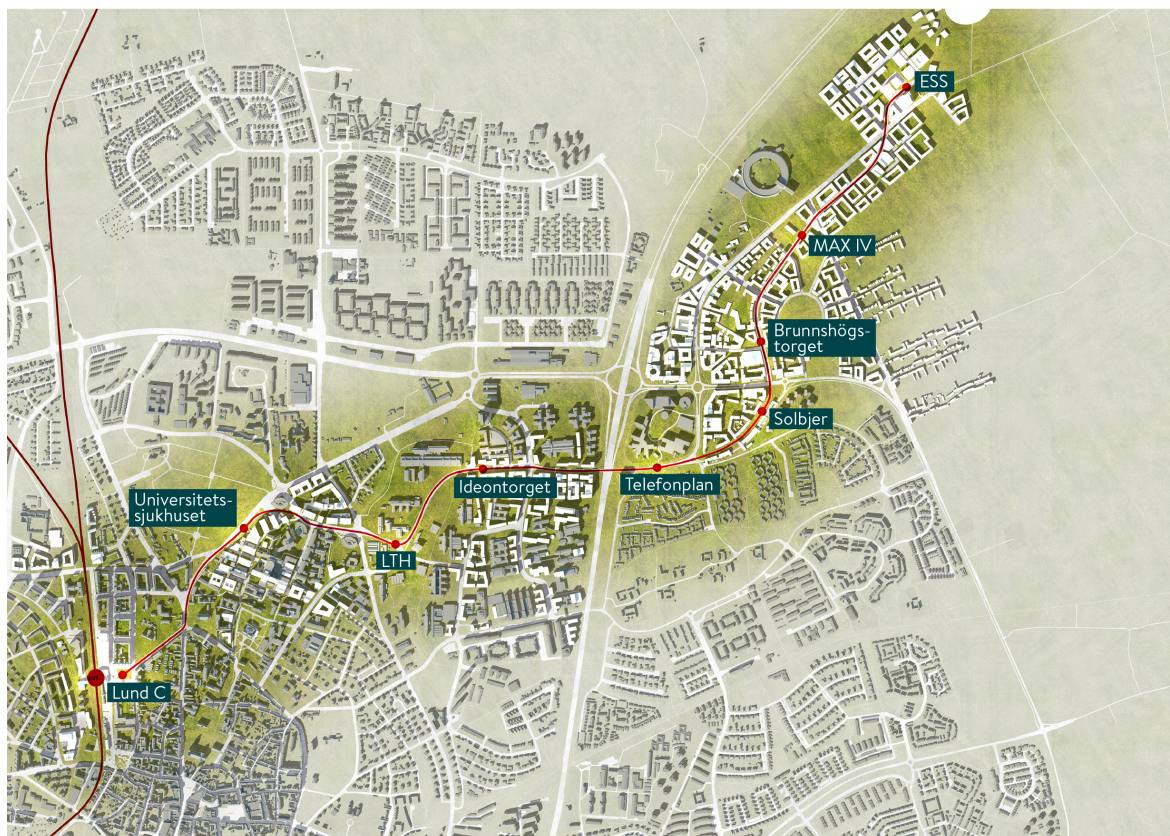 ESS
MAX IV
Brunnshögs-
torget
Solbjer
Telefonplan
Ideontorget
LTH
Universitets-
sjukhuset
Lund C